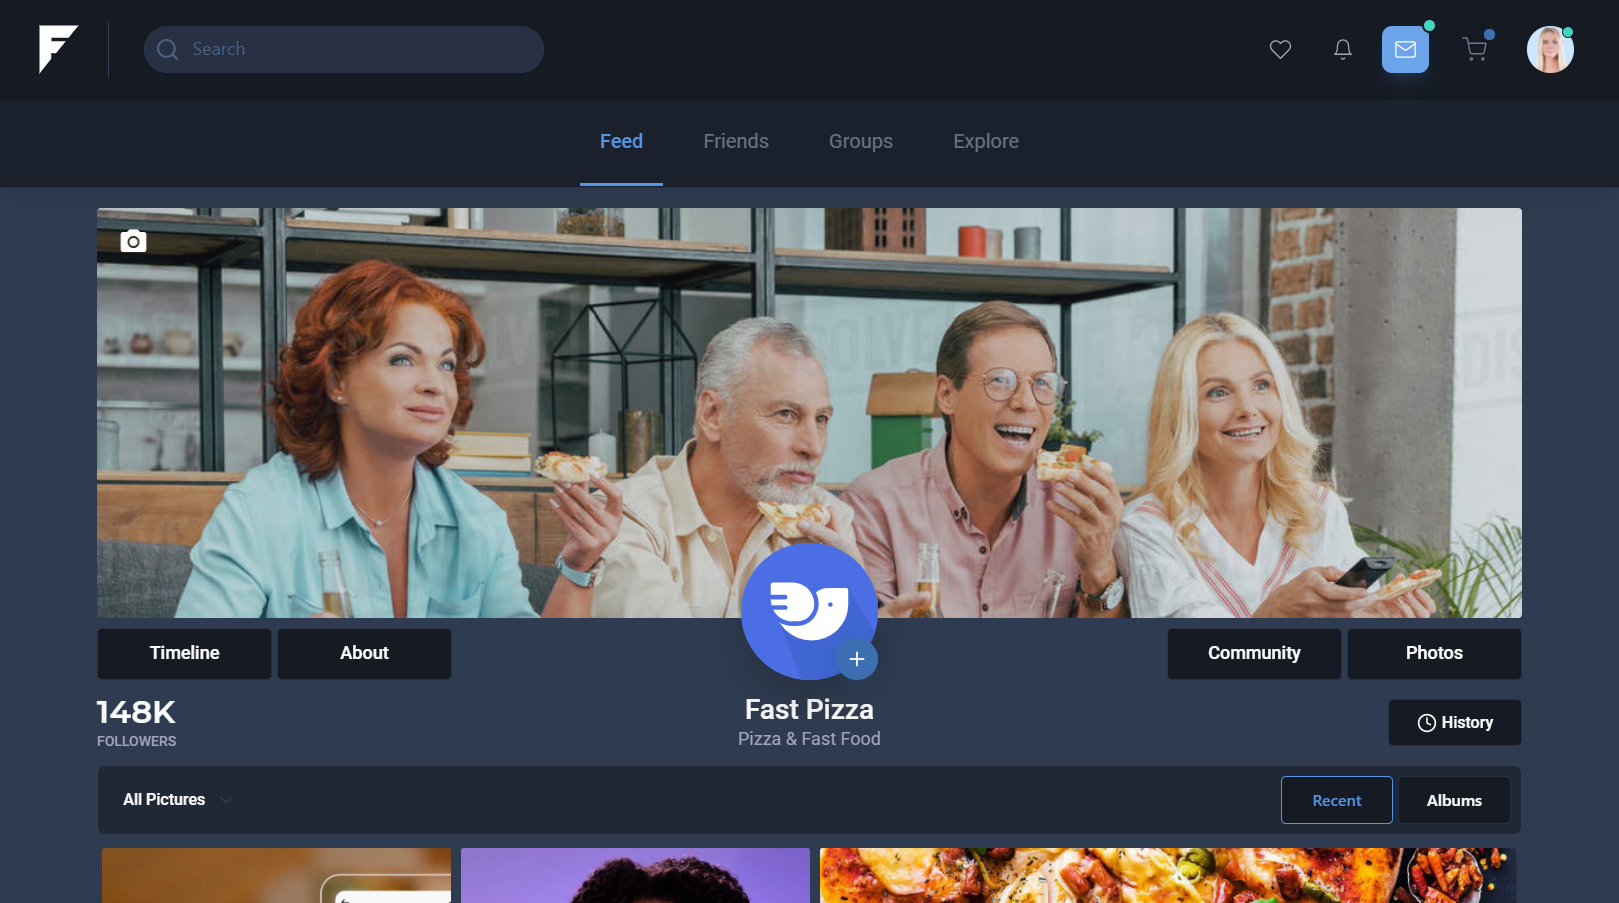 Search
Feed
Friends
Groups
Explore
Timeline
About
Community
Photos
148K
FOLLOWERS
Fast Pizza
Pizza & Fast Food
History
All Pictures
Recent
Albums